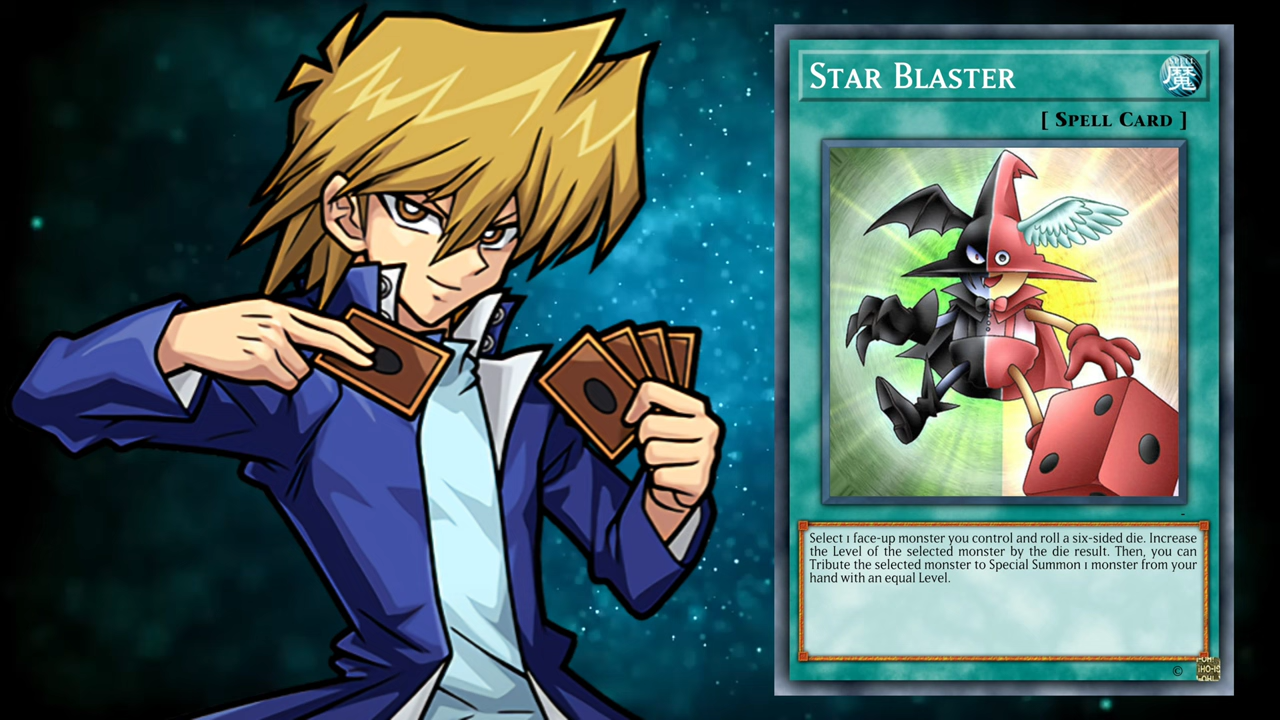 STAR BLASTER
魔
[ SPELL CARD ]
-
Select 1 face-up monster you control and roll a six-sided die. Increase
the Level of the selected monster by the die result. Then, you can
Tribute the selected monster to Special Summon 1 monster from your
hand with an equal Level.
©